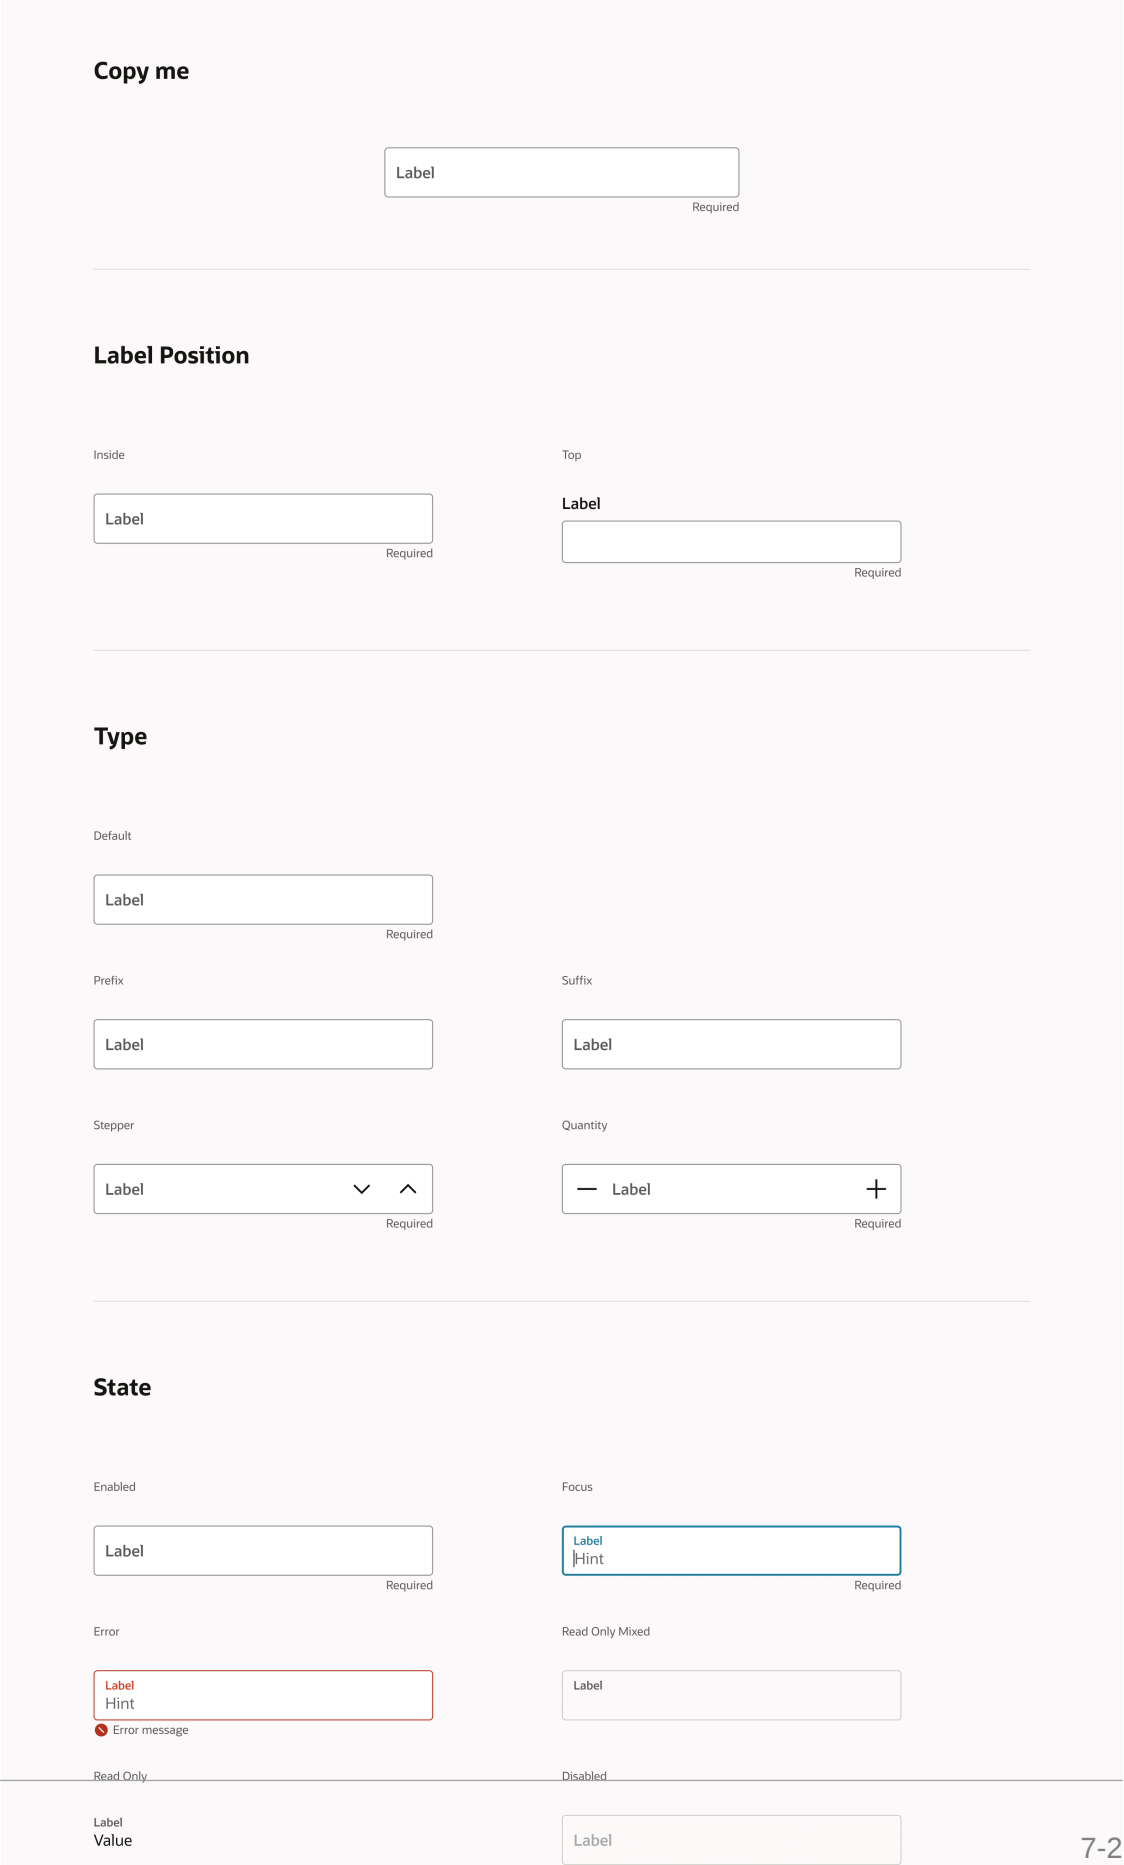 Copy me
Label
Required
Label Position
Inside
Top
Label
Label
Required
Required
Type
Default
Label
Required
Prefix
Suffix
Label
Label
Stepper
Quantity
Label
Label
Required
Required
State
Enabled
Focus
Label
Label
Hint
Required
Required
Error
Read Only Mixed
Label
Label
Hint
Error message
Read Only
Disabled
Label
Value
Label
7-2